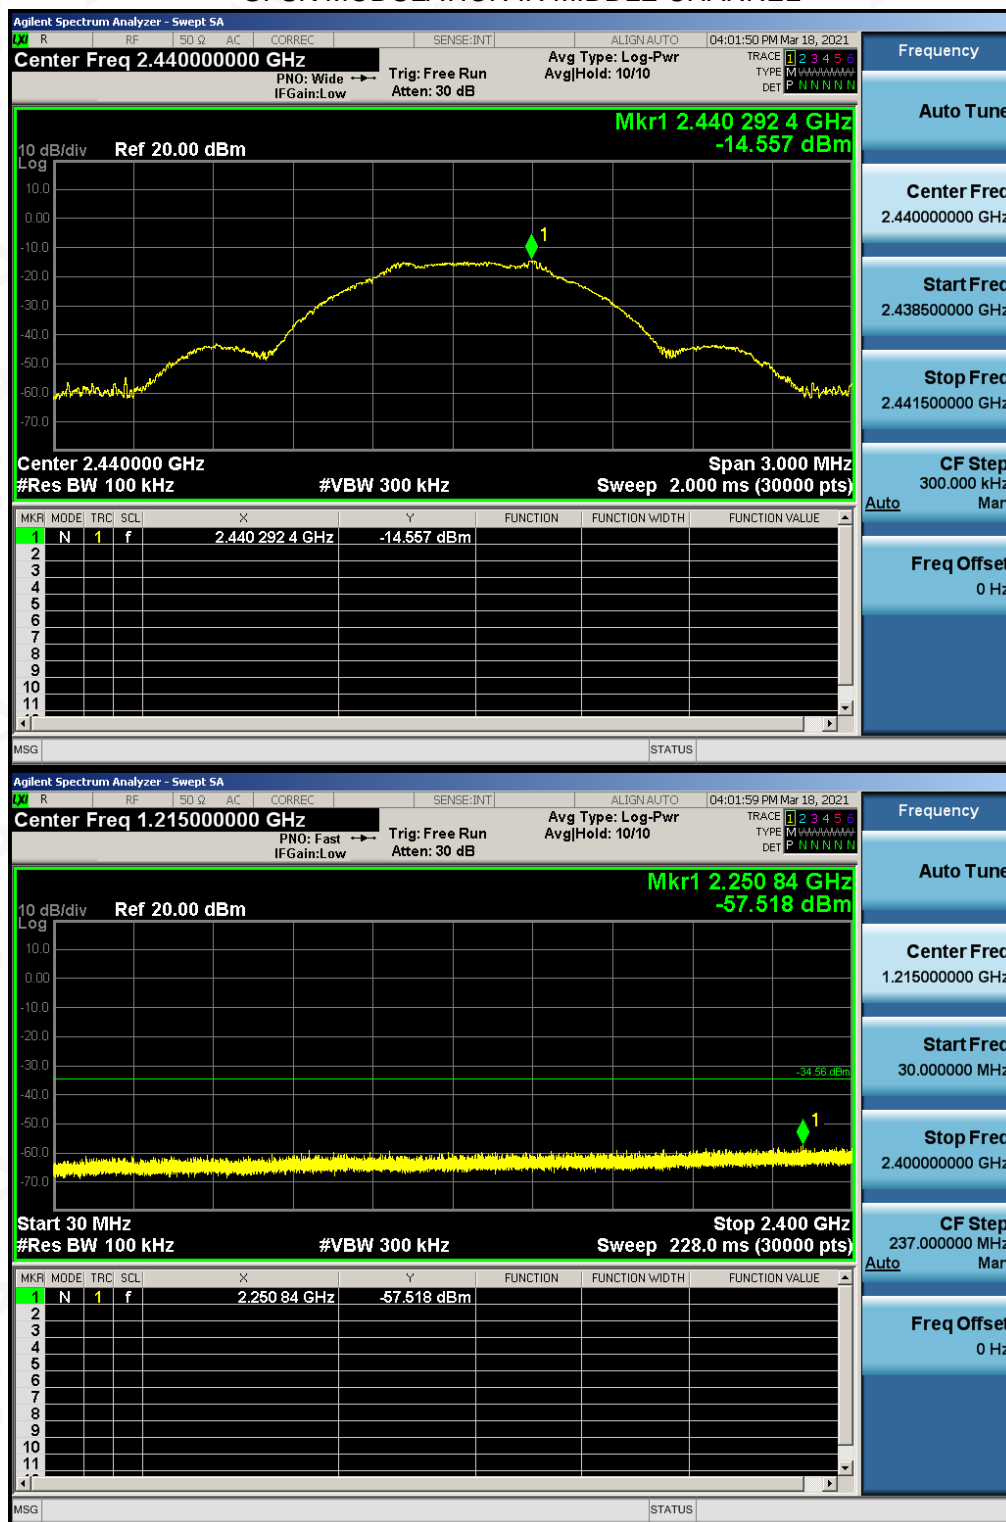 Agilent Spectrum Analyzer - Swept SA
LXI R RF 50 Ω AC CORREC SENSE:INT ALIGN AUTO 04:01:50 PM Mar 18, 2021
Center Freq 2.440000000 GHz
PNO: Wide
IFGain:Low
Trig: Free Run
Atten: 30 dB
Avg Type: Log-Pwr
Avg|Hold: 10/10
TRACE 1 2 3 4 5 6
TYPE M
DET P N N N N N
Mkr1 2.440 292 4 GHz
-14.557 dBm
10 dB/div Ref 20.00 dBm
Log
10.0
0.00
-10.0
-20.0
-30.0
-40.0
-50.0
-60.0
-70.0
1
Center 2.440000 GHz Span 3.000 MHz
#Res BW 100 kHz #VBW 300 kHz Sweep 2.000 ms (30000 pts)
MKR MODE TRC SCL X Y FUNCTION FUNCTION WIDTH FUNCTION VALUE
1 N 1 f 2.440 292 4 GHz -14.557 dBm
2
3
4
5
6
7
8
9
10
11
MSG STATUS
Frequency
Auto Tune
Center Freq
2.440000000 GHz
Start Freq
2.438500000 GHz
Stop Freq
2.441500000 GHz
CF Step
300.000 kHz
Auto Man
Freq Offset
0 Hz
Agilent Spectrum Analyzer - Swept SA
LXI R RF 50 Ω AC CORREC SENSE:INT ALIGN AUTO 04:01:59 PM Mar 18, 2021
Center Freq 1.215000000 GHz
PNO: Fast
IFGain:Low
Trig: Free Run
Atten: 30 dB
Avg Type: Log-Pwr
Avg|Hold: 10/10
TRACE 1 2 3 4 5 6
TYPE M
DET P N N N N N
Mkr1 2.250 84 GHz
-57.518 dBm
10 dB/div Ref 20.00 dBm
Log
10.0
0.00
-10.0
-20.0
-30.0
-40.0
-50.0
-60.0
-70.0
-34.56 dBm
1
Start 30 MHz Stop 2.400 GHz
#Res BW 100 kHz #VBW 300 kHz Sweep 228.0 ms (30000 pts)
MKR MODE TRC SCL X Y FUNCTION FUNCTION WIDTH FUNCTION VALUE
1 N 1 f 2.250 84 GHz -57.518 dBm
2
3
4
5
6
7
8
9
10
11
MSG STATUS
Frequency
Auto Tune
Center Freq
1.215000000 GHz
Start Freq
30.000000 MHz
Stop Freq
2.400000000 GHz
CF Step
237.000000 MHz
Auto Man
Freq Offset
0 Hz